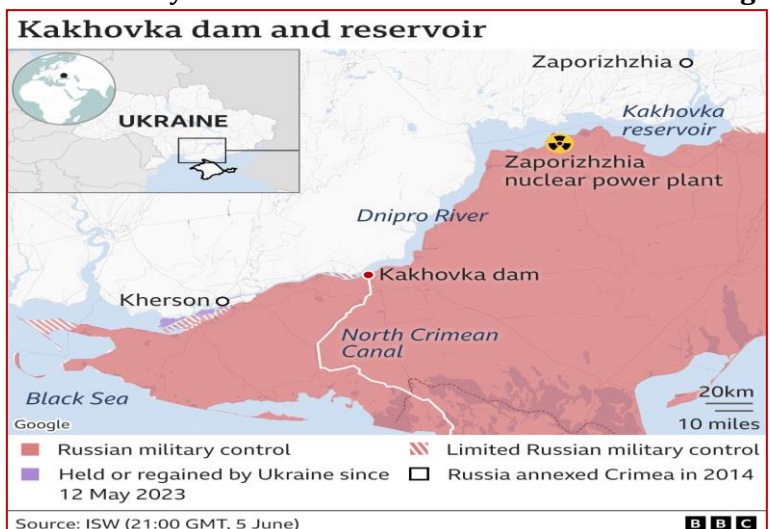 Kakhovka dam and reservoir
UKRAINE
Zaporizhzhia
Kakhovka
reservoir
Zaporizhzhia
nuclear power plant
Dnipro River
Kakhovka dam
Kherson
North Crimean
Canal
Black Sea
20km
10 miles
Google
Russian military control
Limited Russian military control
Held or regained by Ukraine since
12 May 2023
Russia annexed Crimea in 2014
Source: ISW (21:00 GMT, 5 June)
BBC